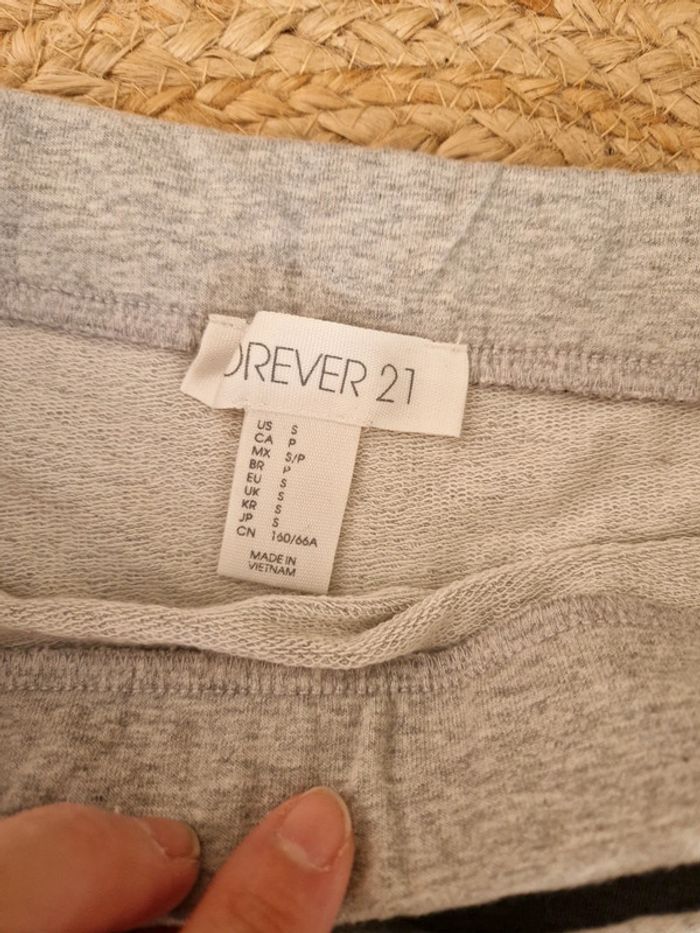 OREVER 21
US S
CA P
MX S/P
BR P
EU S
UK S
KR S
JP S
CN 160/66A
MADE IN
VIETNAM